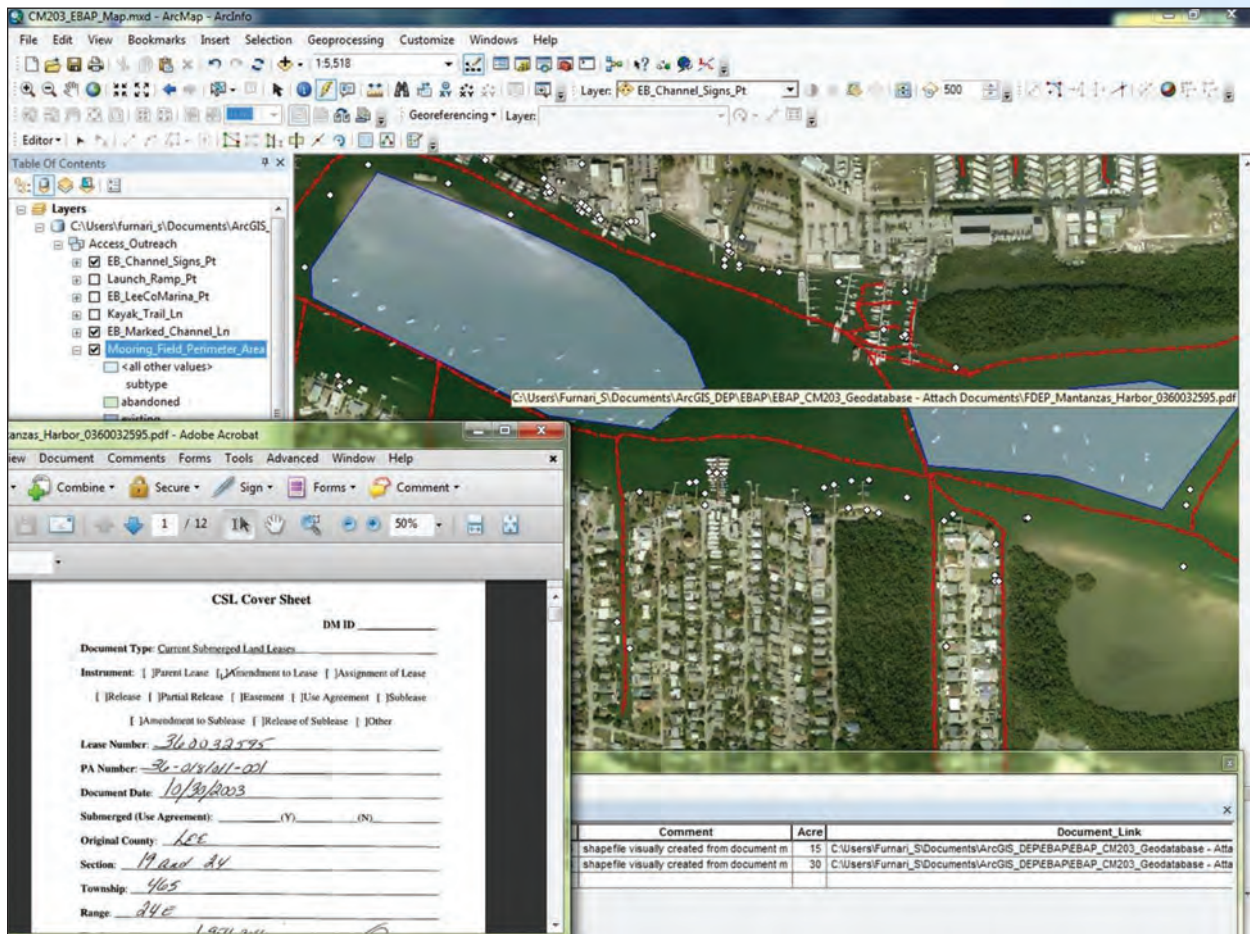 CM203_EBAP_Map.mxd - ArcMap - ArcInfo
File Edit View Bookmarks Insert Selection Geoprocessing Customize Windows Help
1:5,518
Layer: EB_Channel_Signs_Pt 500
Georeferencing Layer:
Editor
Table Of Contents
Layers
C:\Users\furnari_s\Documents\ArcGIS_
Access_Outreach
EB_Channel_Signs_Pt
Launch_Ramp_Pt
EB_LeeCoMarina_Pt
Kayak_Trail_Ln
EB_Marked_Channel_Ln
Mooring_Field_Perimeter_Area
<all other values>
subtype
abandoned
existing
C:\Users\Furnari_S\Documents\ArcGIS_DEP\EBAP\EBAP_CM203_Geodatabase - Attach Documents\FDEP_Mantanzas_Harbor_0360032595.pdf
antanzas_Harbor_0360032595.pdf - Adobe Acrobat
iew Document Comments Forms Tools Advanced Window Help
Combine Secure Sign Forms Comment
1 / 12 50%
CSL Cover Sheet
DM ID
Document Type: Current Submerged Land Leases
Instrument: [ ]Parent Lease [ ]Amendment to Lease [ ]Assignment of Lease
[ ]Release [ ]Partial Release [ ]Easement [ ]Use Agreement [ ]Sublease
[ ]Amendment to Sublease [ ]Release of Sublease [ ]Other
Lease Number: 360032595
PA Number: 36-018/011-001
Document Date: 10/30/2003
Submerged (Use Agreement): (Y) (N)
Original County: LEE
Section: 19 and 24
Township: 46S
Range: 24E
Comment Acre Document_Link
shapefile visually created from document m 15 C:\Users\Furnari_S\Documents\ArcGIS_DEP\EBAP\EBAP_CM203_Geodatabase - Atta
shapefile visually created from document m 30 C:\Users\Furnari_S\Documents\ArcGIS_DEP\EBAP\EBAP_CM203_Geodatabase - Atta